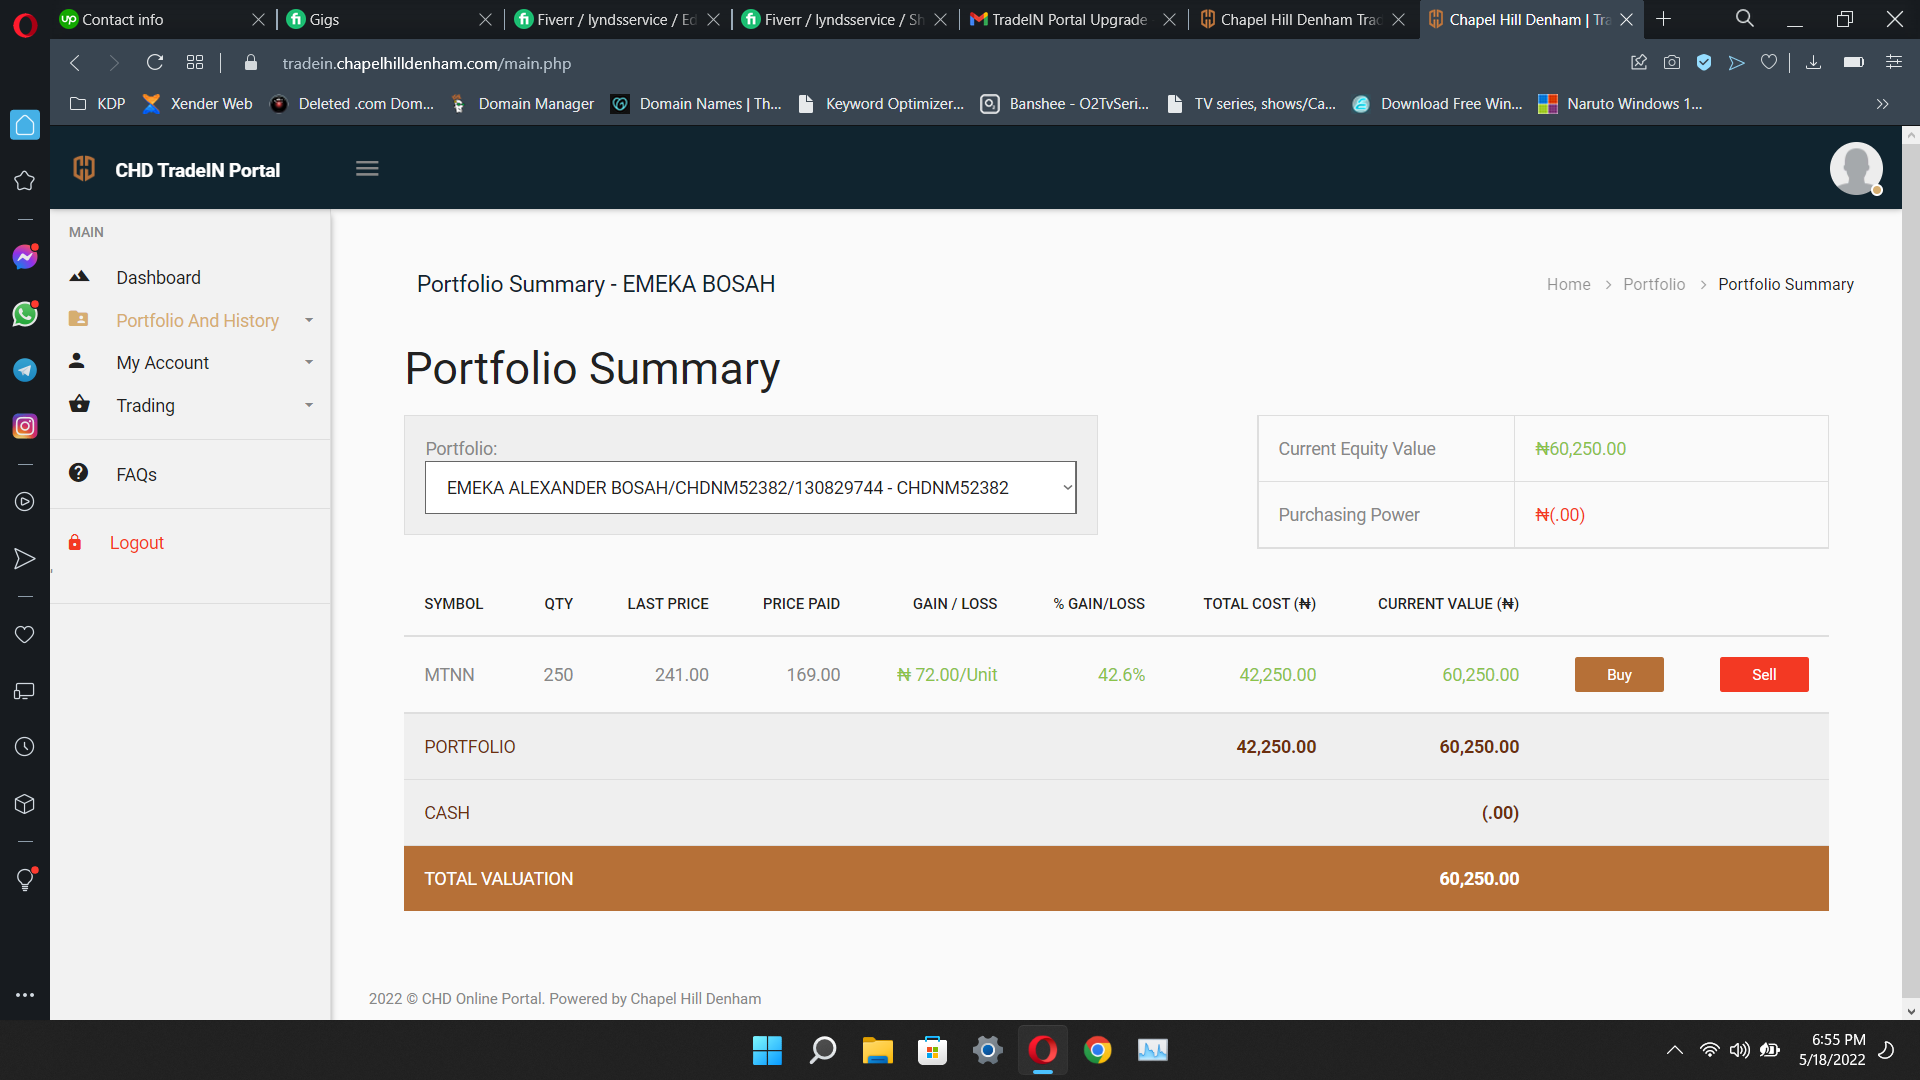 Contact info
Gigs
Fiverr / lyndsservice / Ed
Fiverr / lyndsservice / Sh
TradeIN Portal Upgrade
Chapel Hill Denham Trad
Chapel Hill Denham | Tra
tradein.chapelhilldenham.com/main.php
KDP
Xender Web
Deleted .com Dom...
Domain Manager
Domain Names | Th...
Keyword Optimizer...
Banshee - O2TvSeri...
TV series, shows/Ca...
Download Free Win...
Naruto Windows 1...
CHD TradeIN Portal
MAIN
Dashboard
Portfolio And History
My Account
Trading
FAQs
Logout
Portfolio Summary - EMEKA BOSAH
Home > Portfolio > Portfolio Summary
Portfolio Summary
Portfolio:
EMEKA ALEXANDER BOSAH/CHDNM52382/130829744 - CHDNM52382
Current Equity Value ₦60,250.00
Purchasing Power ₦(.00)
SYMBOL QTY LAST PRICE PRICE PAID GAIN / LOSS % GAIN/LOSS TOTAL COST (₦) CURRENT VALUE (₦)
MTNN 250 241.00 169.00 ₦ 72.00/Unit 42.6% 42,250.00 60,250.00 Buy Sell
PORTFOLIO 42,250.00 60,250.00
CASH (.00)
TOTAL VALUATION 60,250.00
2022 © CHD Online Portal. Powered by Chapel Hill Denham
6:55 PM
5/18/2022